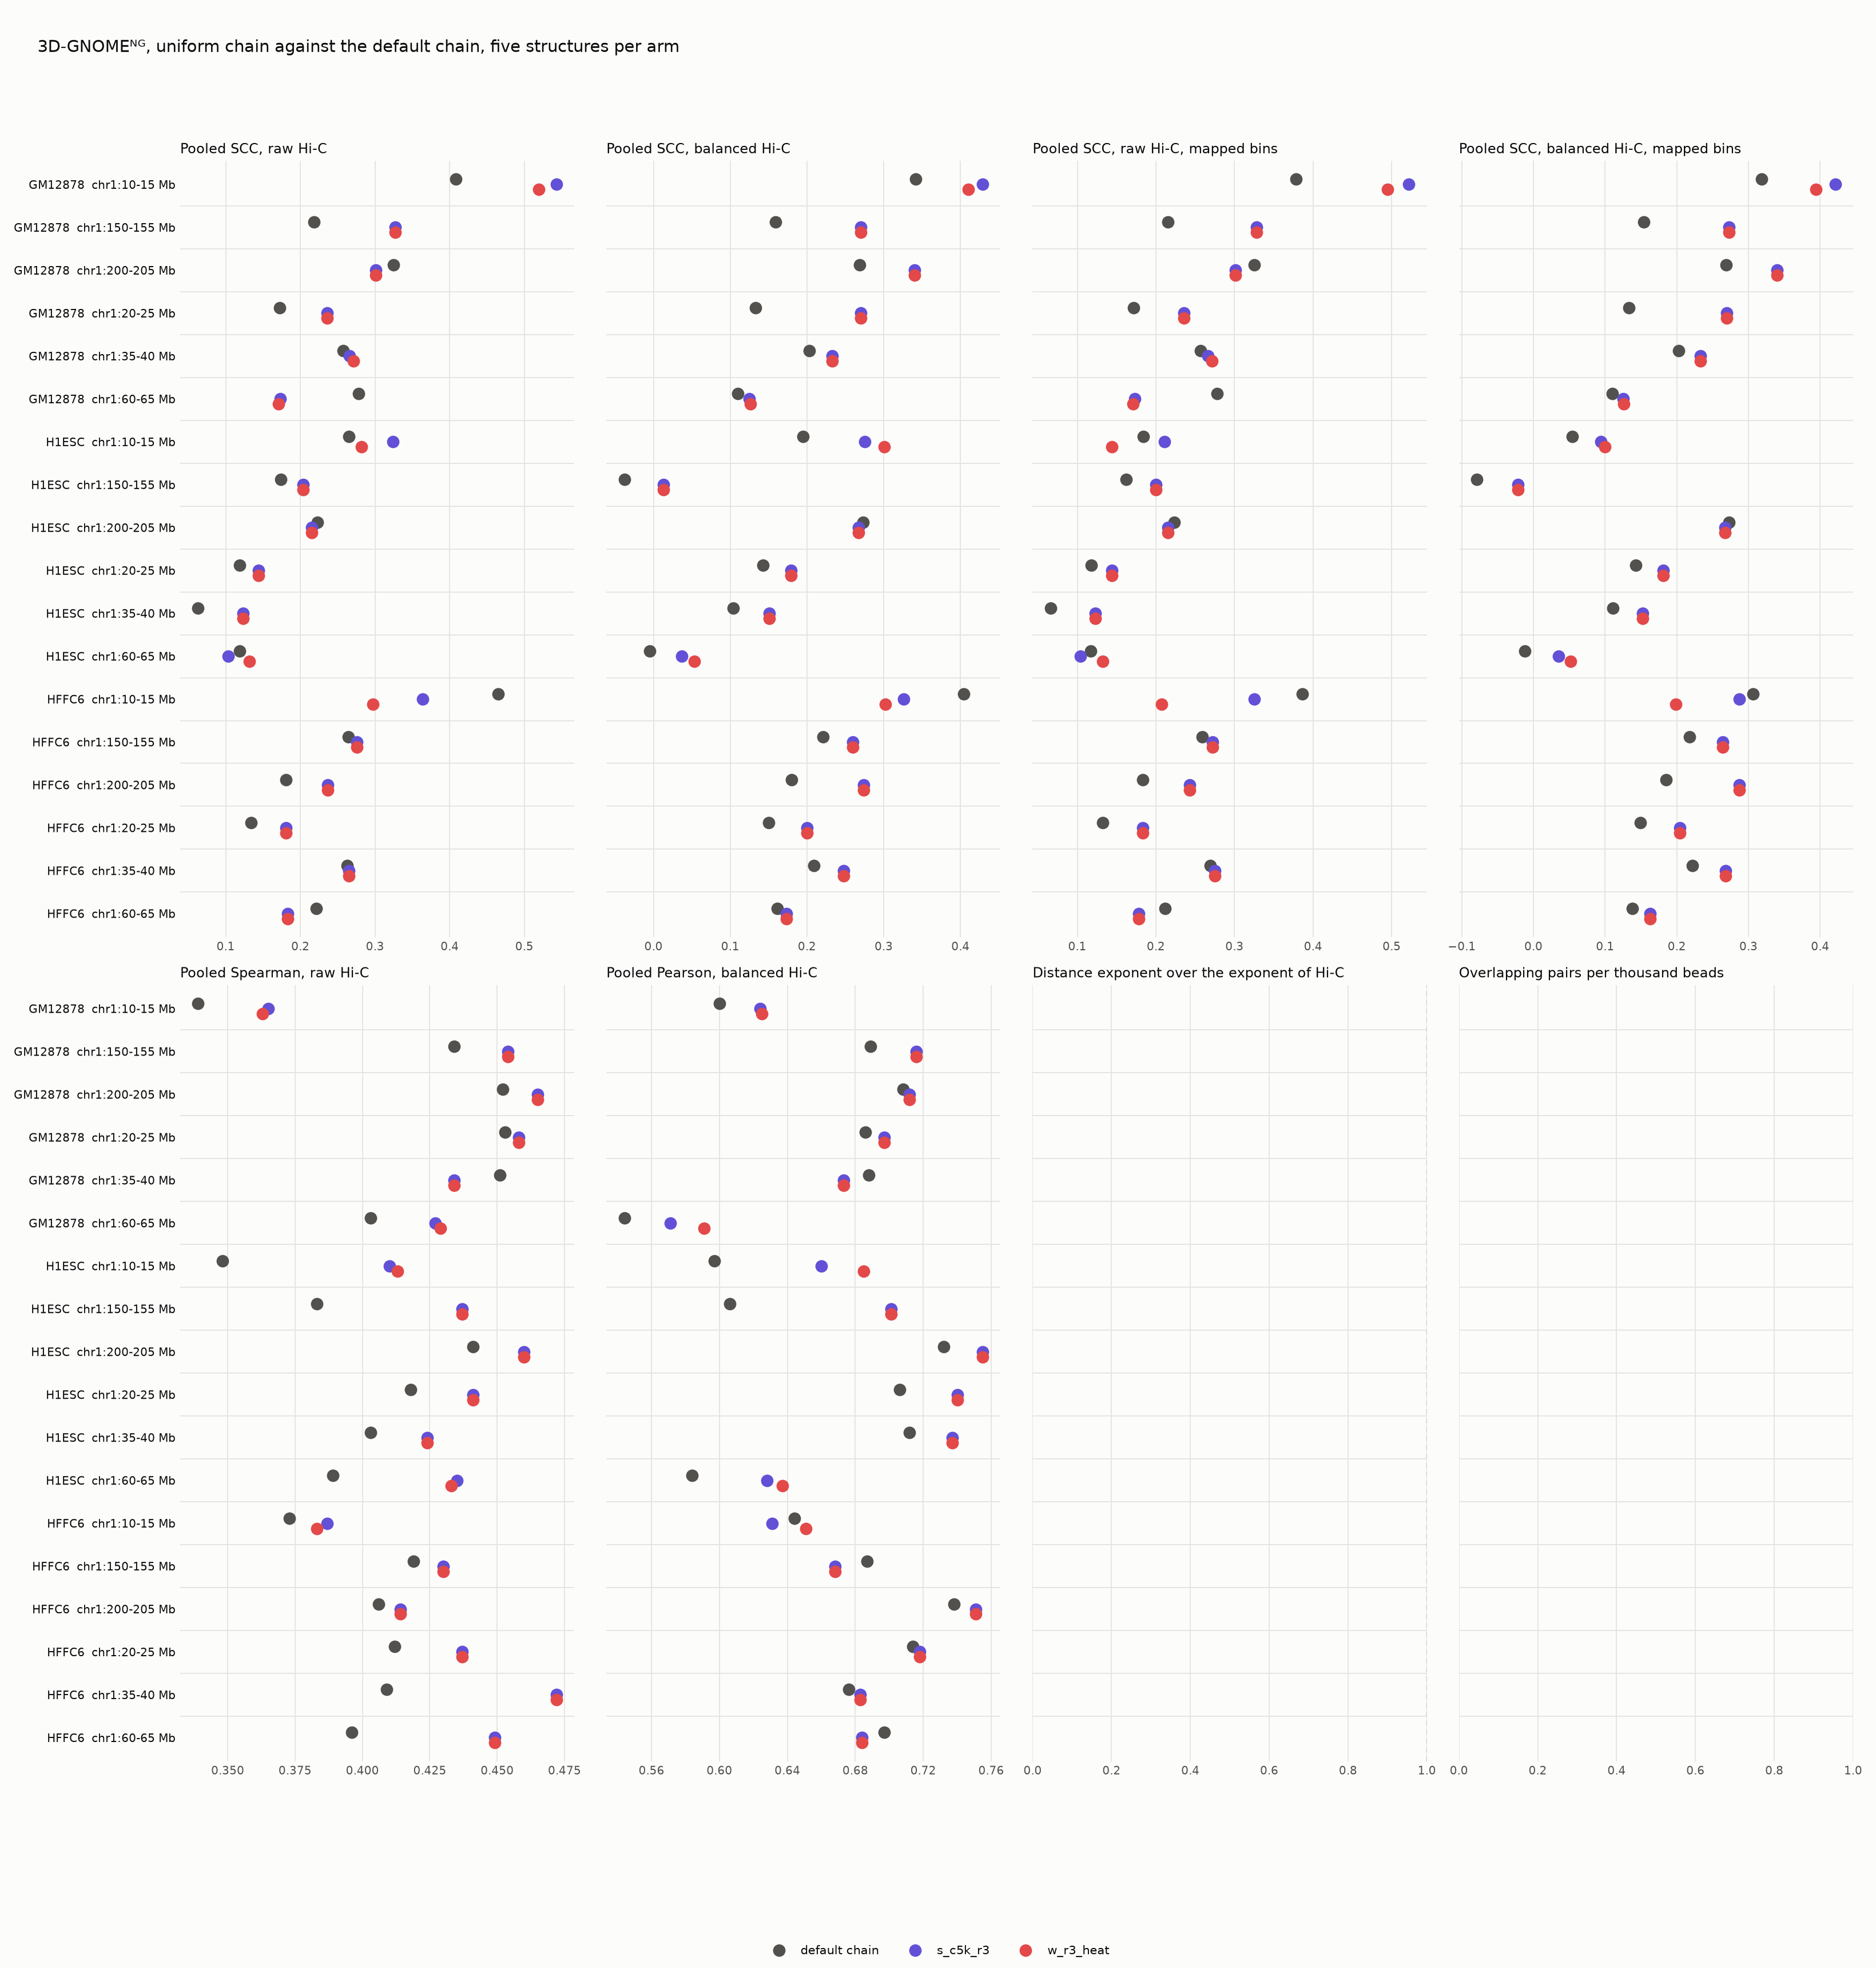 3D-GNOMEᴺᴳ, uniform chain against the default chain, five structures per arm
Pooled SCC, raw Hi-C
Pooled SCC, balanced Hi-C
Pooled SCC, raw Hi-C, mapped bins
Pooled SCC, balanced Hi-C, mapped bins
GM12878 chr1:10-15 Mb
GM12878 chr1:150-155 Mb
GM12878 chr1:200-205 Mb
GM12878 chr1:20-25 Mb
GM12878 chr1:35-40 Mb
GM12878 chr1:60-65 Mb
H1ESC chr1:10-15 Mb
H1ESC chr1:150-155 Mb
H1ESC chr1:200-205 Mb
H1ESC chr1:20-25 Mb
H1ESC chr1:35-40 Mb
H1ESC chr1:60-65 Mb
HFFC6 chr1:10-15 Mb
HFFC6 chr1:150-155 Mb
HFFC6 chr1:200-205 Mb
HFFC6 chr1:20-25 Mb
HFFC6 chr1:35-40 Mb
HFFC6 chr1:60-65 Mb
0.1 0.2 0.3 0.4 0.5
0.0 0.1 0.2 0.3 0.4
0.1 0.2 0.3 0.4 0.5
−0.1 0.0 0.1 0.2 0.3 0.4
Pooled Spearman, raw Hi-C
Pooled Pearson, balanced Hi-C
Distance exponent over the exponent of Hi-C
Overlapping pairs per thousand beads
GM12878 chr1:10-15 Mb
GM12878 chr1:150-155 Mb
GM12878 chr1:200-205 Mb
GM12878 chr1:20-25 Mb
GM12878 chr1:35-40 Mb
GM12878 chr1:60-65 Mb
H1ESC chr1:10-15 Mb
H1ESC chr1:150-155 Mb
H1ESC chr1:200-205 Mb
H1ESC chr1:20-25 Mb
H1ESC chr1:35-40 Mb
H1ESC chr1:60-65 Mb
HFFC6 chr1:10-15 Mb
HFFC6 chr1:150-155 Mb
HFFC6 chr1:200-205 Mb
HFFC6 chr1:20-25 Mb
HFFC6 chr1:35-40 Mb
HFFC6 chr1:60-65 Mb
0.350 0.375 0.400 0.425 0.450 0.475
0.56 0.60 0.64 0.68 0.72 0.76
0.0 0.2 0.4 0.6 0.8 1.0
0.0 0.2 0.4 0.6 0.8 1.0
default chain
s_c5k_r3
w_r3_heat